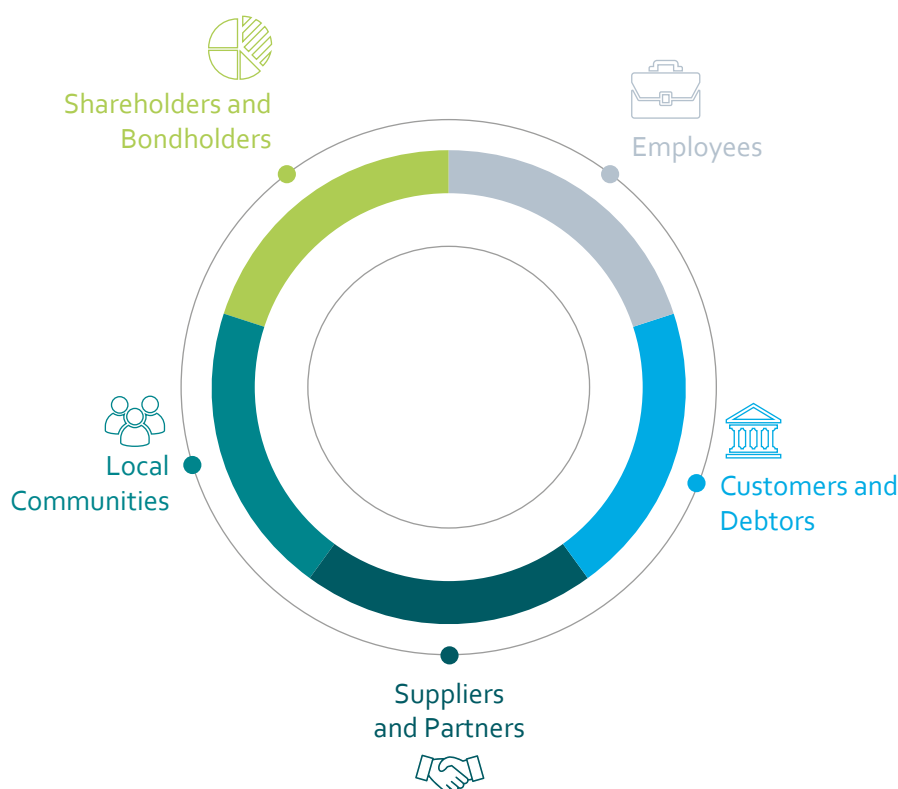 Shareholders and
Bondholders
Employees
Local
Communities
Customers and
Debtors
Suppliers
and Partners